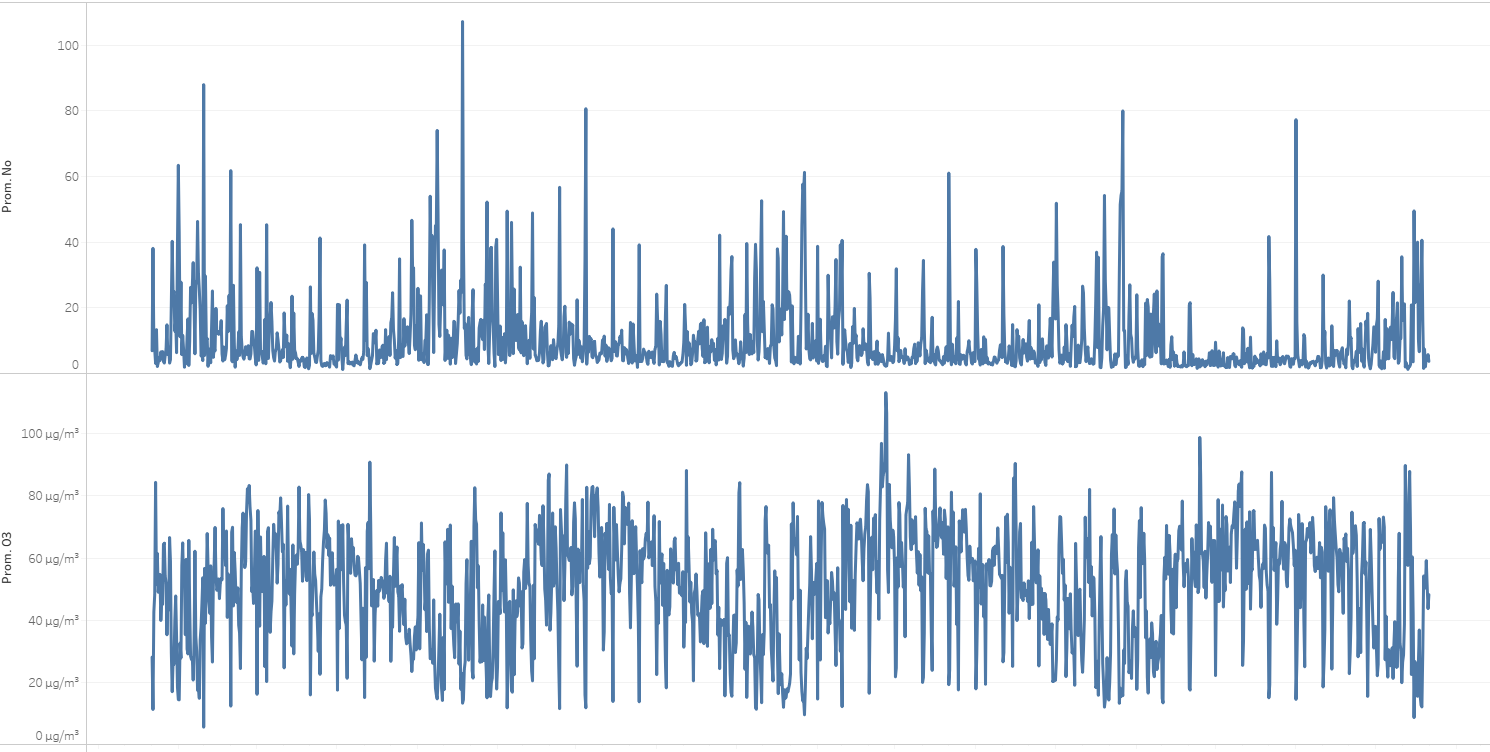 Prom. No
100
80
60
40
20
0
Prom. O3
100 µg/m³
80 µg/m³
60 µg/m³
40 µg/m³
20 µg/m³
0 µg/m³